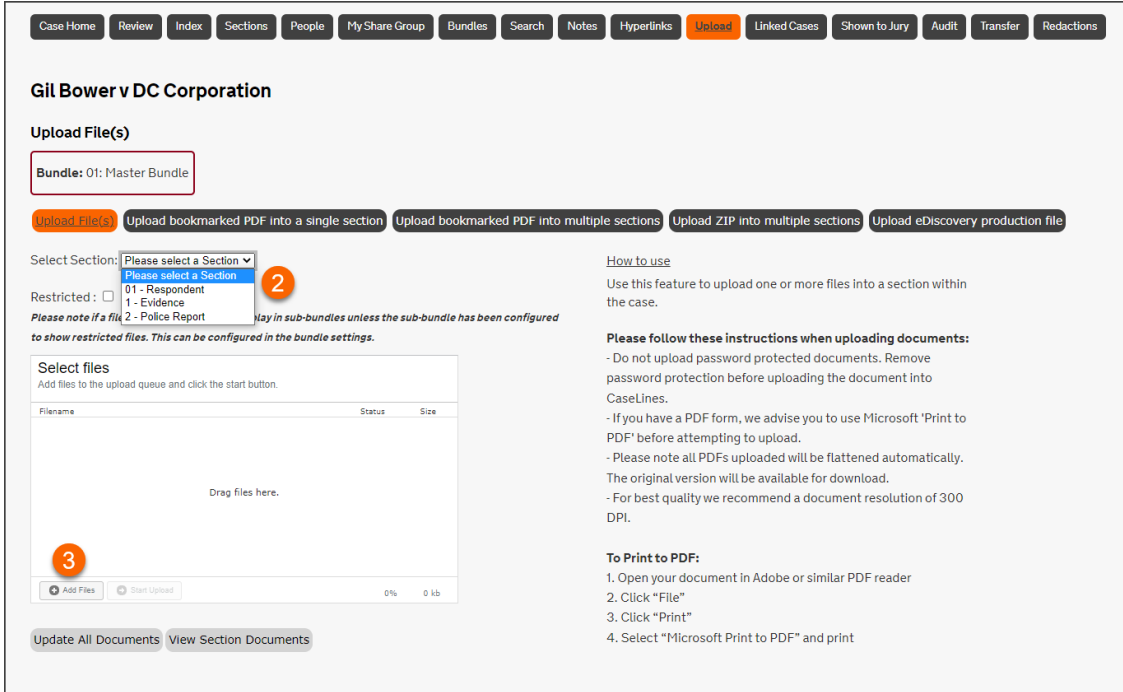 Case Home Review Index Sections People My Share Group Bundles Search Notes Hyperlinks Upload Linked Cases Shown to Jury Audit Transfer Redactions
Gil Bower v DC Corporation
Upload File(s)
Bundle: 01: Master Bundle
Upload File(s) Upload bookmarked PDF into a single section Upload bookmarked PDF into multiple sections Upload ZIP into multiple sections Upload eDiscovery production file
Select Section: Please select a Section
Please select a Section
01 - Respondent
1 - Evidence
2 - Police Report
2
Restricted :
Please note if a file lay in sub-bundles unless the sub-bundle has been configured
to show restricted files. This can be configured in the bundle settings.
Select files
Add files to the upload queue and click the start button.
Filename Status Size
Drag files here.
3
Add Files Start Upload 0% 0 kb
Update All Documents View Section Documents
How to use
Use this feature to upload one or more files into a section within
the case.
Please follow these instructions when uploading documents:
- Do not upload password protected documents. Remove
password protection before uploading the document into
CaseLines.
- If you have a PDF form, we advise you to use Microsoft 'Print to
PDF' before attempting to upload.
- Please note all PDFs uploaded will be flattened automatically.
The original version will be available for download.
- For best quality we recommend a document resolution of 300
DPI.
To Print to PDF:
1. Open your document in Adobe or similar PDF reader
2. Click “File”
3. Click “Print”
4. Select “Microsoft Print to PDF” and print